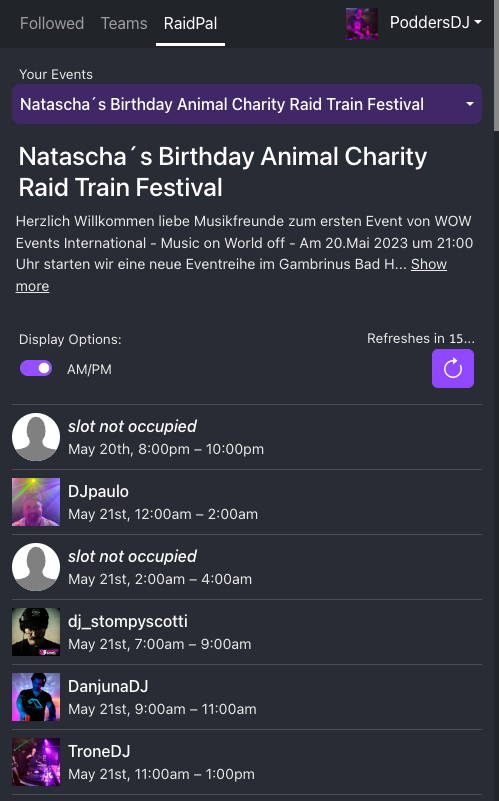 Followed Teams RaidPal PoddersDJ
Your Events
Natascha´s Birthday Animal Charity Raid Train Festival
Natascha´s Birthday Animal Charity
Raid Train Festival
Herzlich Willkommen liebe Musikfreunde zum ersten Event von WOW
Events International - Music on World off - Am 20.Mai 2023 um 21:00
Uhr starten wir eine neue Eventreihe im Gambrinus Bad H... Show
more
Display Options:
Refreshes in 15...
AM/PM
slot not occupied
May 20th, 8:00pm – 10:00pm
DJpaulo
May 21st, 12:00am – 2:00am
slot not occupied
May 21st, 2:00am – 4:00am
dj_stompyscotti
May 21st, 7:00am – 9:00am
DanjunaDJ
May 21st, 9:00am – 11:00am
TroneDJ
May 21st, 11:00am – 1:00pm